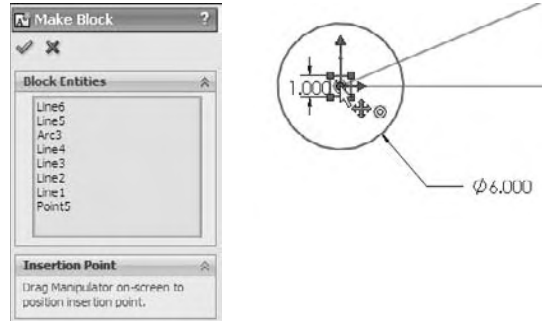 Make Block ?
Block Entities
Line6
Line5
Arc3
Line4
Line3
Line2
Line1
Point5
Insertion Point
Drag Manipulator on-screen to
position insertion point.
1.000
Ø6.000